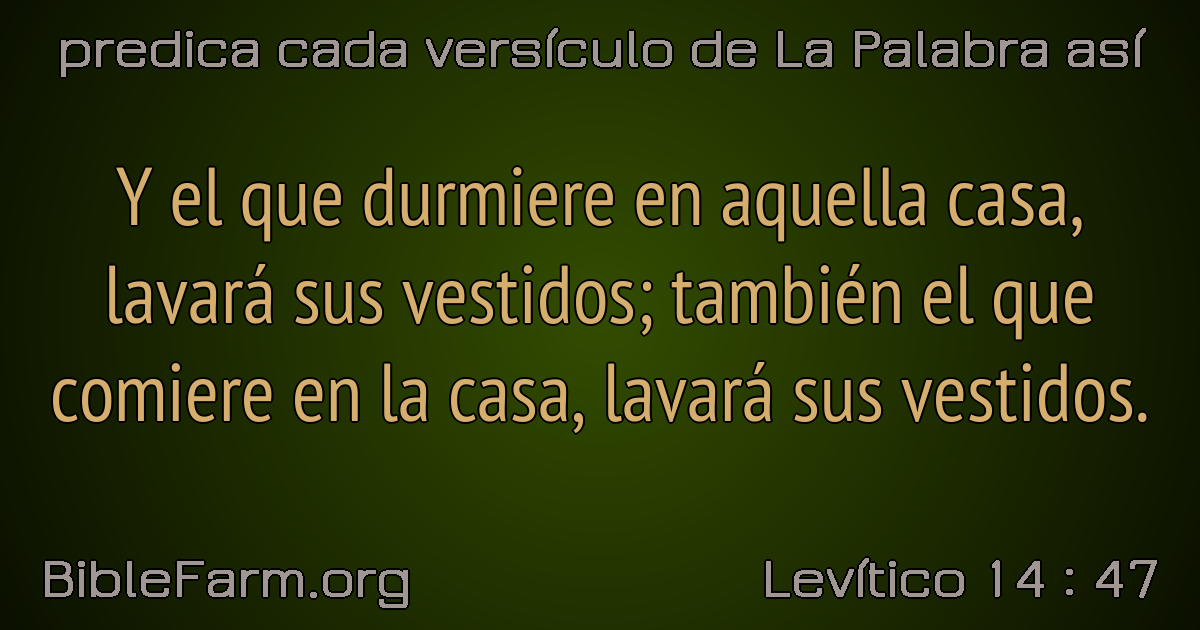 predica cada versículo de La Palabra así
Y el que durmiere en aquella casa,
lavará sus vestidos; también el que
comiere en la casa, lavará sus vestidos.
BibleFarm.org
Levítico 14 : 47